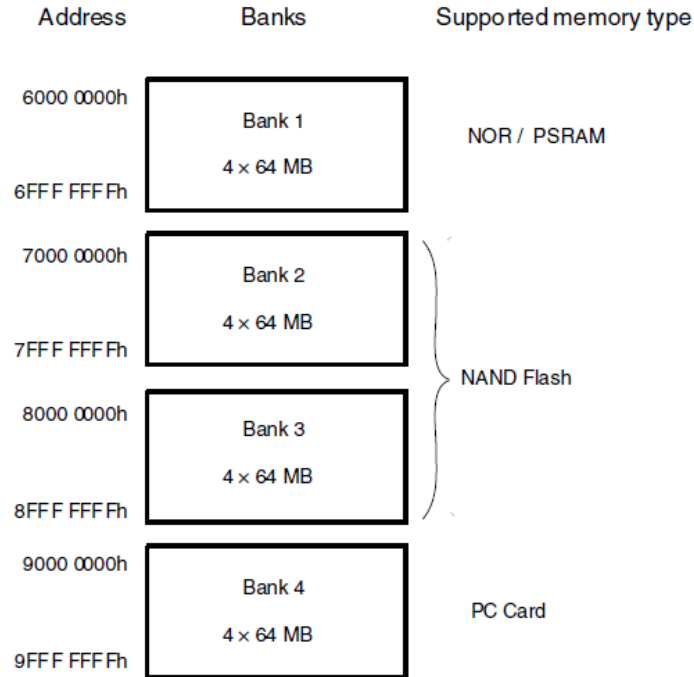 Address Banks Supported memory type
6000 0000h
Bank 1
NOR / PSRAM
4 × 64 MB
6FFF FFFFh
7000 0000h
Bank 2
4 × 64 MB
7FFF FFFFh
NAND Flash
8000 0000h
Bank 3
4 × 64 MB
8FFF FFFFh
9000 0000h
Bank 4
PC Card
4 × 64 MB
9FFF FFFFh